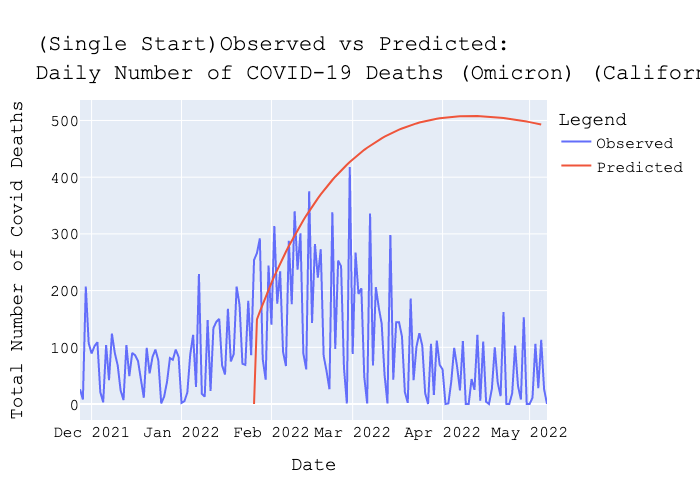 (Single Start)Observed vs Predicted:
Daily Number of COVID-19 Deaths (Omicron) (Californ
Legend
Observed
Predicted
Total Number of Covid Deaths
500
400
300
200
100
0
Dec 2021 Jan 2022 Feb 2022 Mar 2022 Apr 2022 May 2022
Date